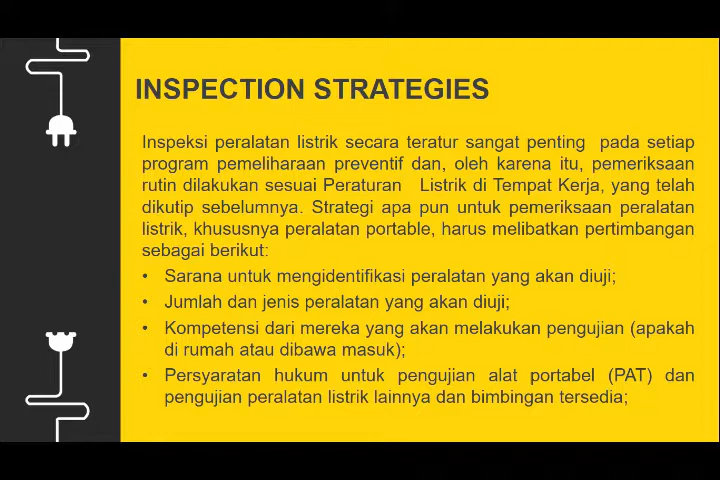 INSPECTION STRATEGIES
Inspeksi peralatan listrik secara teratur sangat penting pada setiap
program pemeliharaan preventif dan, oleh karena itu, pemeriksaan
rutin dilakukan sesuai Peraturan Listrik di Tempat Kerja, yang telah
dikutip sebelumnya. Strategi apa pun untuk pemeriksaan peralatan
listrik, khususnya peralatan portable, harus melibatkan pertimbangan
sebagai berikut:
• Sarana untuk mengidentifikasi peralatan yang akan diuji;
• Jumlah dan jenis peralatan yang akan diuji;
• Kompetensi dari mereka yang akan melakukan pengujian (apakah
di rumah atau dibawa masuk);
• Persyaratan hukum untuk pengujian alat portabel (PAT) dan
pengujian peralatan listrik lainnya dan bimbingan tersedia;